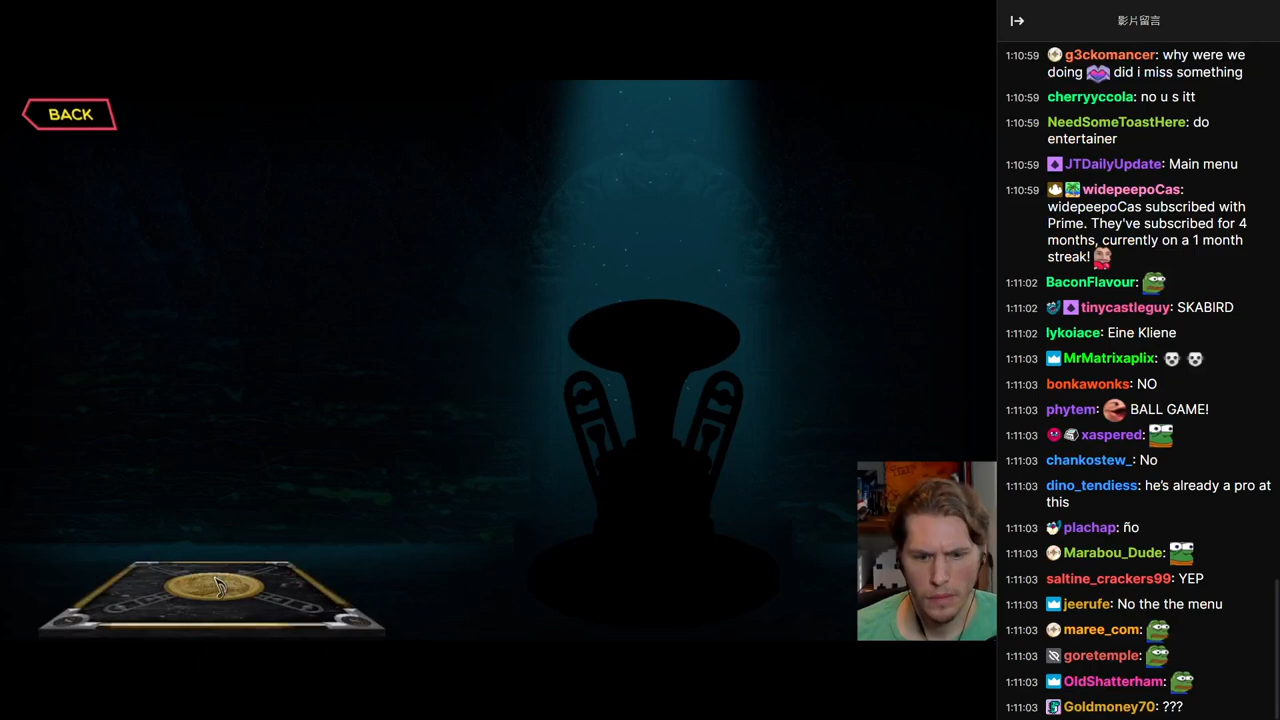 BACK
影片留言
1:10:59 g3ckomancer: why were we
doing did i miss something
1:10:59 cherryyccola: no u s itt
1:10:59 NeedSomeToastHere: do
entertainer
1:10:59 JTDailyUpdate: Main menu
1:10:59 widepeepoCas:
widepeepoCas subscribed with
Prime. They've subscribed for 4
months, currently on a 1 month
streak!
1:11:02 BaconFlavour:
1:11:02 tinycastleguy: SKABIRD
1:11:02 lykoiace: Eine Kliene
1:11:03 MrMatrixaplix:
1:11:03 bonkawonks: NO
1:11:03 phytem: BALL GAME!
1:11:03 xaspered:
1:11:03 chankostew_: No
1:11:03 dino_tendiess: he's already a pro at
this
1:11:03 plachap: ño
1:11:03 Marabou_Dude:
1:11:03 saltine_crackers99: YEP
1:11:03 jeerufe: No the the menu
1:11:03 maree_com:
1:11:03 goretemple:
1:11:03 OldShatterham:
1:11:03 Goldmoney70: ???